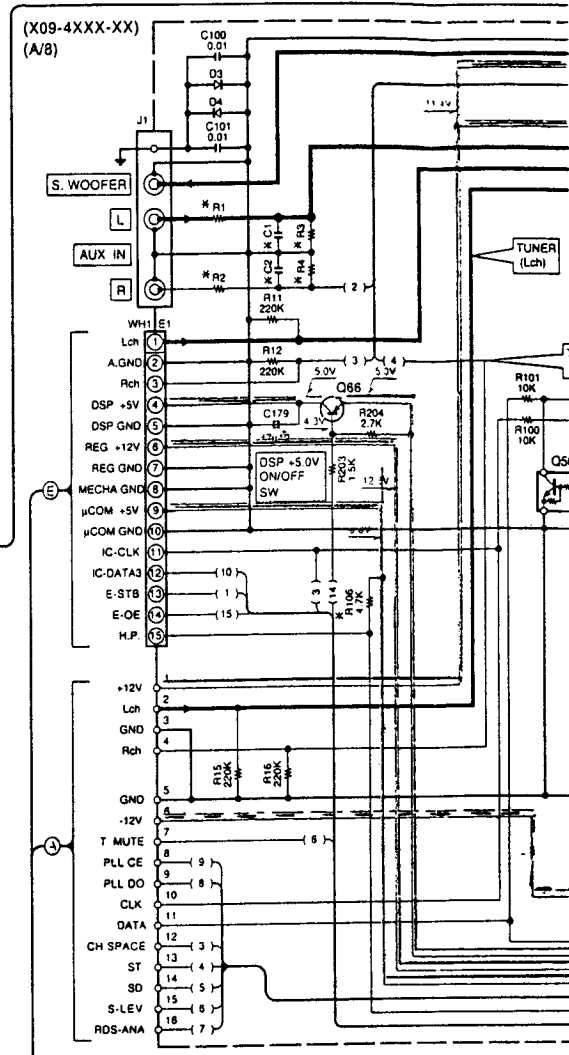 (X09-4XXX-XX)
(A/8)
C100
0.01
D3
D4
C101
0.01
J1
11.4V
S. WOOFER
L
* R1
* C1
R3
AUX IN
* C2
* R4
R
* R2
2
TUNER
(Lch)
R11
220K
WH1 E1
Lch 1
A.GND 2
R12
220K
3
4
Rch 3
5.0V
5.0V
Q66
DSP +5V 4
R101
10K
DSP GND 5
C179
4.3V
R204
2.7K
R100
10K
REG +12V 6
DSP +5.0V
ON/OFF
SW
R203
1.5K
REG GND 7
MECHA GND 8
E
µCOM +5V 9
µCOM GND 10
IC-CLK 11
IC-DATA3 12
10
E-STB 13
1
3
14
E-OE 14
15
*
R106
4.7K
H.P. 15
+12V 1
Lch 2
GND 3
Rch 4
R15
220K
R16
220K
GND 5
-12V 6
T MUTE 7
6
A
PLL CE 8
9
PLL DO 9
8
CLK 10
DATA 11
CH SPACE 12
3
ST 13
4
SD 14
5
S-LEV 15
6
RDS-ANA 16
7